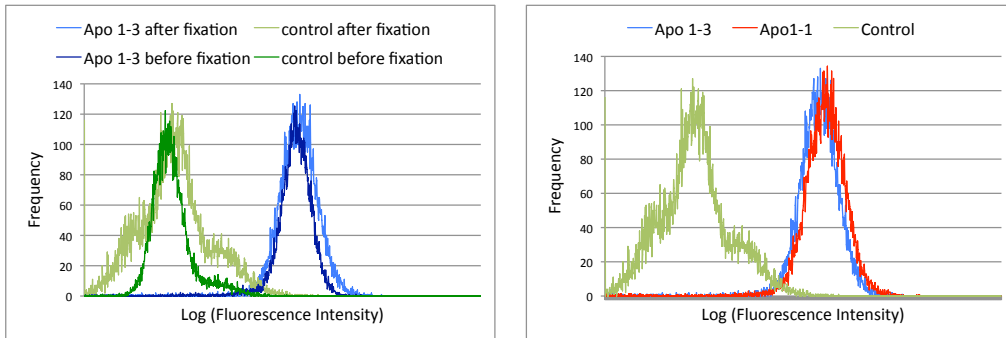 Apo 1-3 after fixation control after fixation
Apo 1-3 before fixation control before fixation
140
120
100
80
60
40
20
0
Frequency
Log (Fluorescence Intensity)
Apo 1-3 Apo1-1 Control
140
120
100
80
60
40
20
0
Frequency
Log (Fluorescence Intensity)